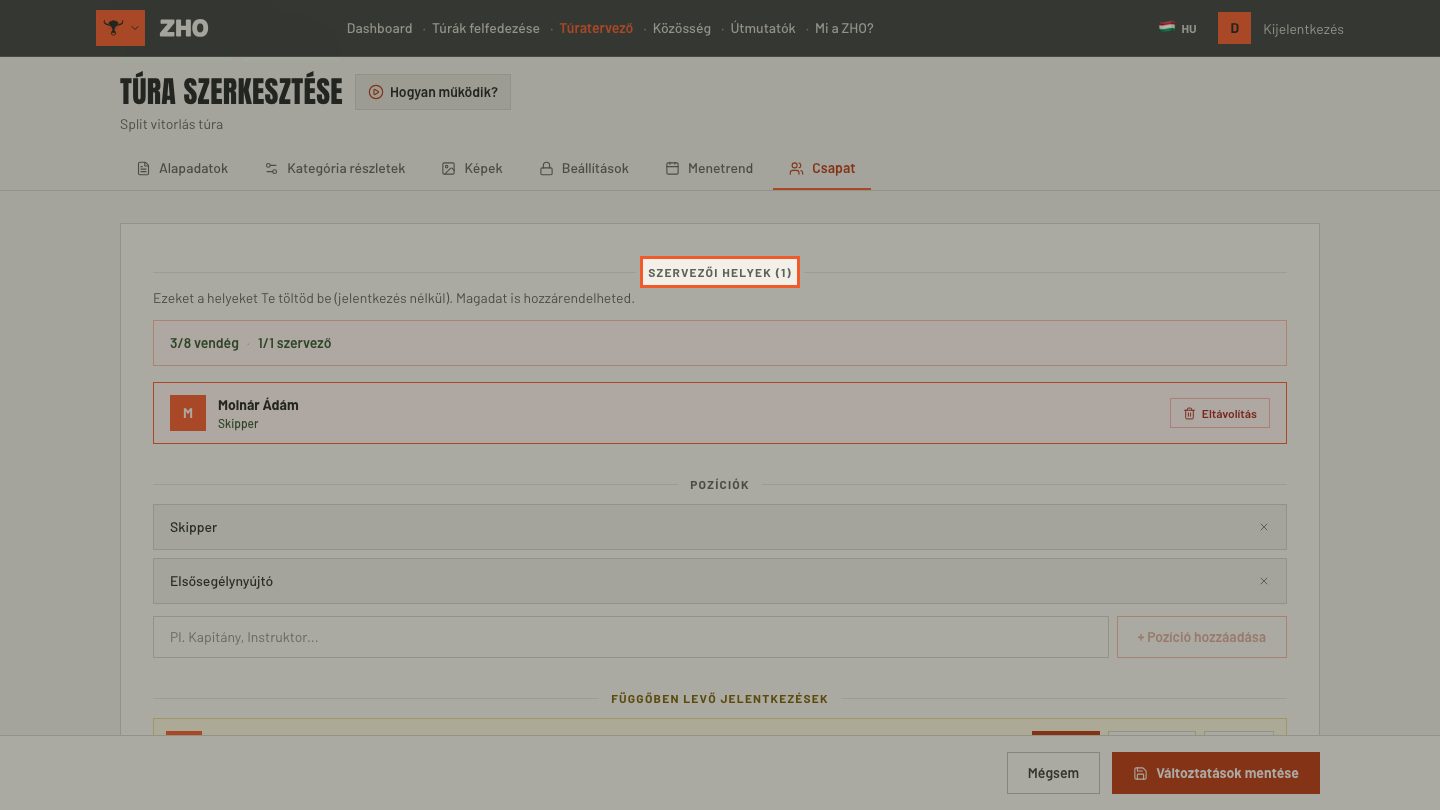 ZHO
Dashboard · Túrák felfedezése · Túratervező · Közösség · Útmutatók · Mi a ZHO?
HU
D
Kijelentkezés
TÚRA SZERKESZTÉSE
Hogyan működik?
Split vitorlás túra
Alapadatok
Kategória részletek
Képek
Beállítások
Menetrend
Csapat
SZERVEZŐI HELYEK (1)
Ezeket a helyeket Te töltöd be (jelentkezés nélkül). Magadat is hozzárendelheted.
3/8 vendég · 1/1 szervező
M
Molnár Ádám
Skipper
Eltávolítás
POZÍCIÓK
Skipper
Elsősegélynyújtó
Pl. Kapitány, Instruktor...
+ Pozíció hozzáadása
FÜGGŐBEN LEVŐ JELENTKEZÉSEK
Mégsem
Változtatások mentése